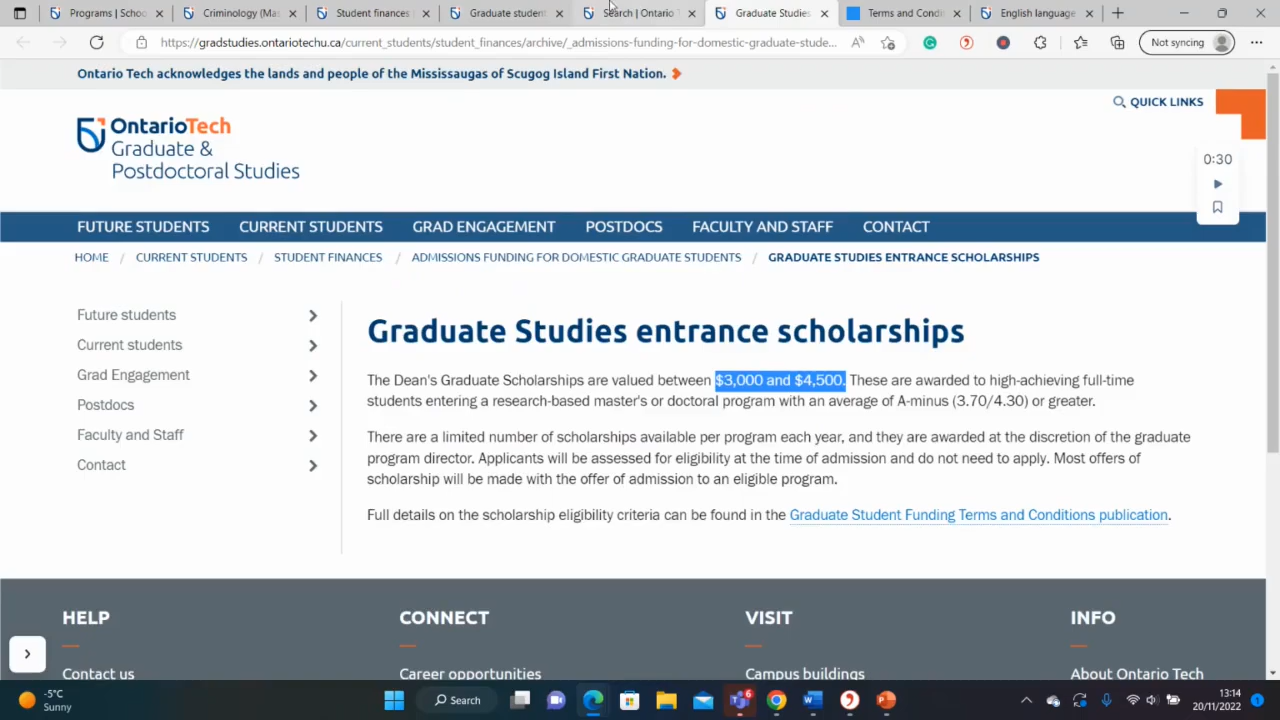 Programs | Schoo
Criminology (Mas
Student finances
Graduate student
Search | Ontario T
Graduate Studies
Terms and Condi
English language
https://gradstudies.ontariotechu.ca/current_students/student_finances/archive/_admissions-funding-for-domestic-graduate-stude...
Not syncing
Ontario Tech acknowledges the lands and people of the Mississaugas of Scugog Island First Nation.
QUICK LINKS
OntarioTech
Graduate &
Postdoctoral Studies
0:30
FUTURE STUDENTS CURRENT STUDENTS GRAD ENGAGEMENT POSTDOCS FACULTY AND STAFF CONTACT
HOME / CURRENT STUDENTS / STUDENT FINANCES / ADMISSIONS FUNDING FOR DOMESTIC GRADUATE STUDENTS / GRADUATE STUDIES ENTRANCE SCHOLARSHIPS
Future students
Current students
Grad Engagement
Postdocs
Faculty and Staff
Contact
Graduate Studies entrance scholarships
The Dean's Graduate Scholarships are valued between $3,000 and $4,500. These are awarded to high-achieving full-time
students entering a research-based master's or doctoral program with an average of A-minus (3.70/4.30) or greater.
There are a limited number of scholarships available per program each year, and they are awarded at the discretion of the graduate
program director. Applicants will be assessed for eligibility at the time of admission and do not need to apply. Most offers of
scholarship will be made with the offer of admission to an eligible program.
Full details on the scholarship eligibility criteria can be found in the Graduate Student Funding Terms and Conditions publication.
HELP
Contact us
CONNECT
Career opportunities
VISIT
Campus buildings
INFO
About Ontario Tech
-5°C
Sunny
Search
6
13:14
20/11/2022
1